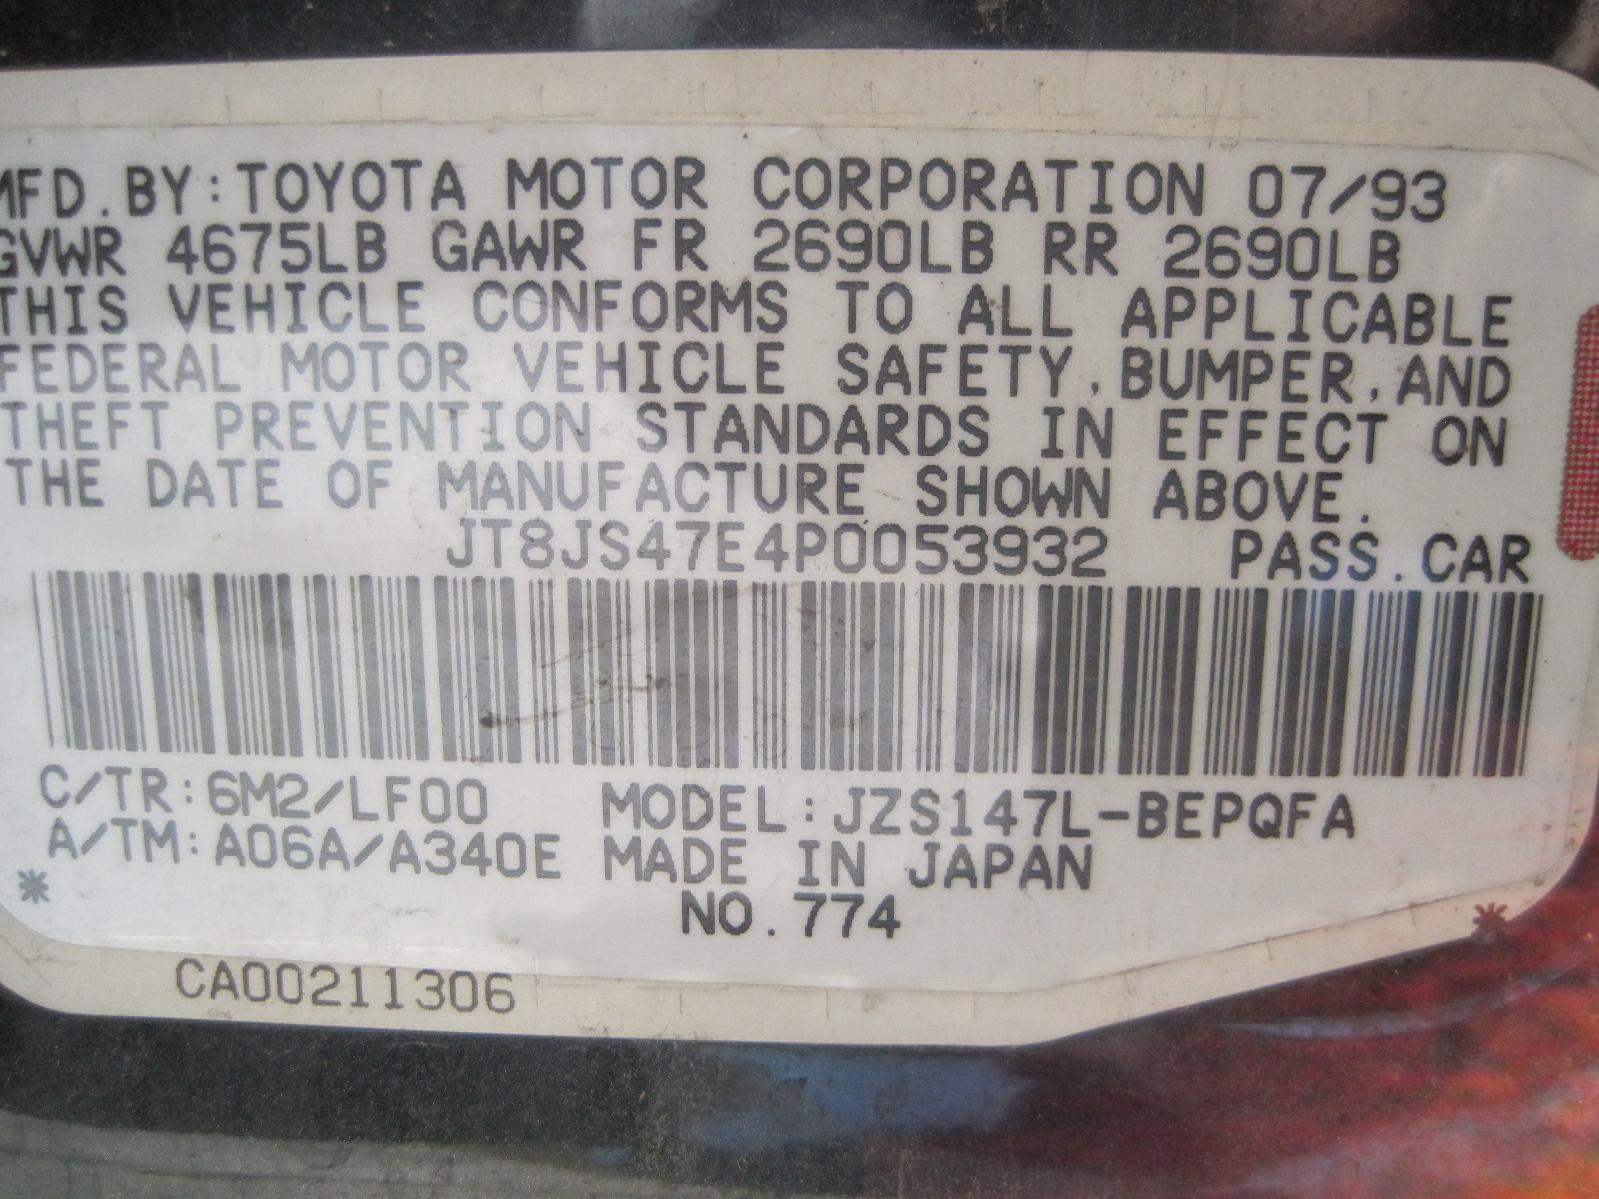 MFD.BY:TOYOTA MOTOR CORPORATION 07/93
GVWR 4675LB GAWR FR 2690LB RR 2690LB
THIS VEHICLE CONFORMS TO ALL APPLICABLE
FEDERAL MOTOR VEHICLE SAFETY,BUMPER,AND
THEFT PREVENTION STANDARDS IN EFFECT ON
THE DATE OF MANUFACTURE SHOWN ABOVE.
JT8JS47E4P0053932 PASS.CAR
C/TR:6M2/LF00 MODEL:JZS147L-BEPQFA
A/TM:A06A/A340E MADE IN JAPAN
NO.774
CA00211306